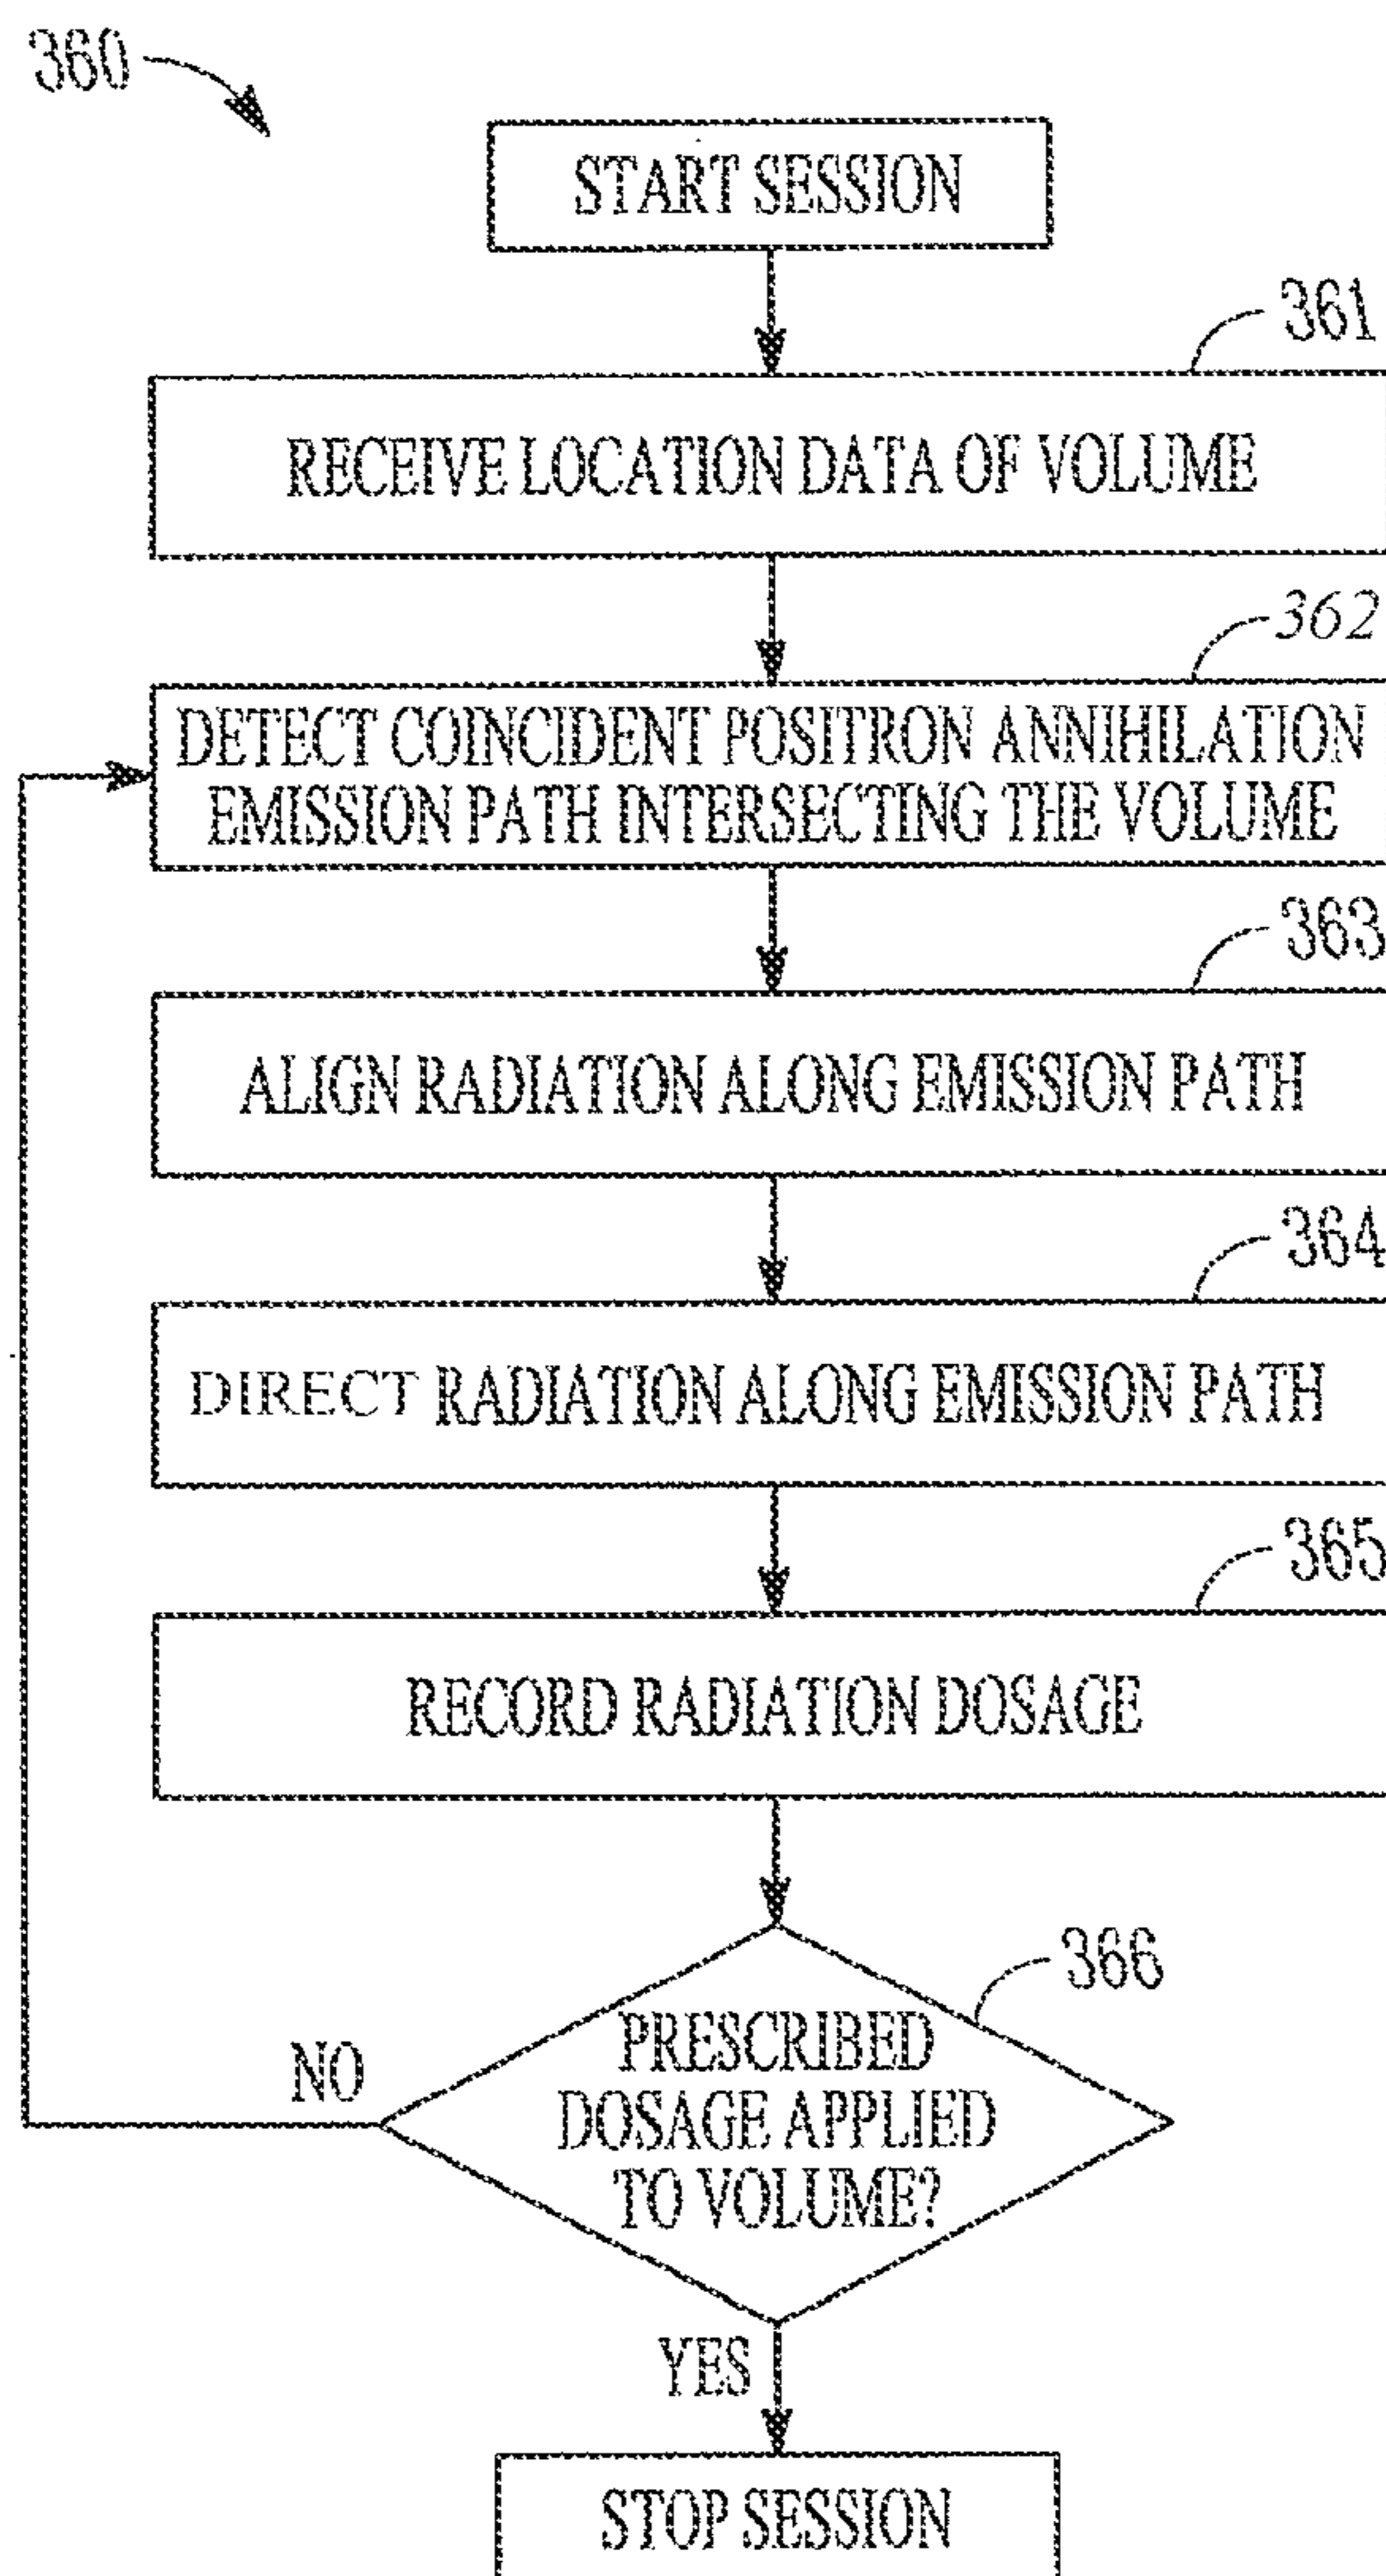 360
START SESSION
361
RECEIVE LOCATION DATA OF VOLUME
362
DETECT COINCIDENT POSITRON ANNIHILATION
EMISSION PATH INTERSECTING THE VOLUME
363
ALIGN RADIATION ALONG EMISSION PATH
364
DIRECT RADIATION ALONG EMISSION PATH
365
RECORD RADIATION DOSAGE
366
PRESCRIBED
DOSAGE APPLIED
TO VOLUME?
NO
YES
STOP SESSION